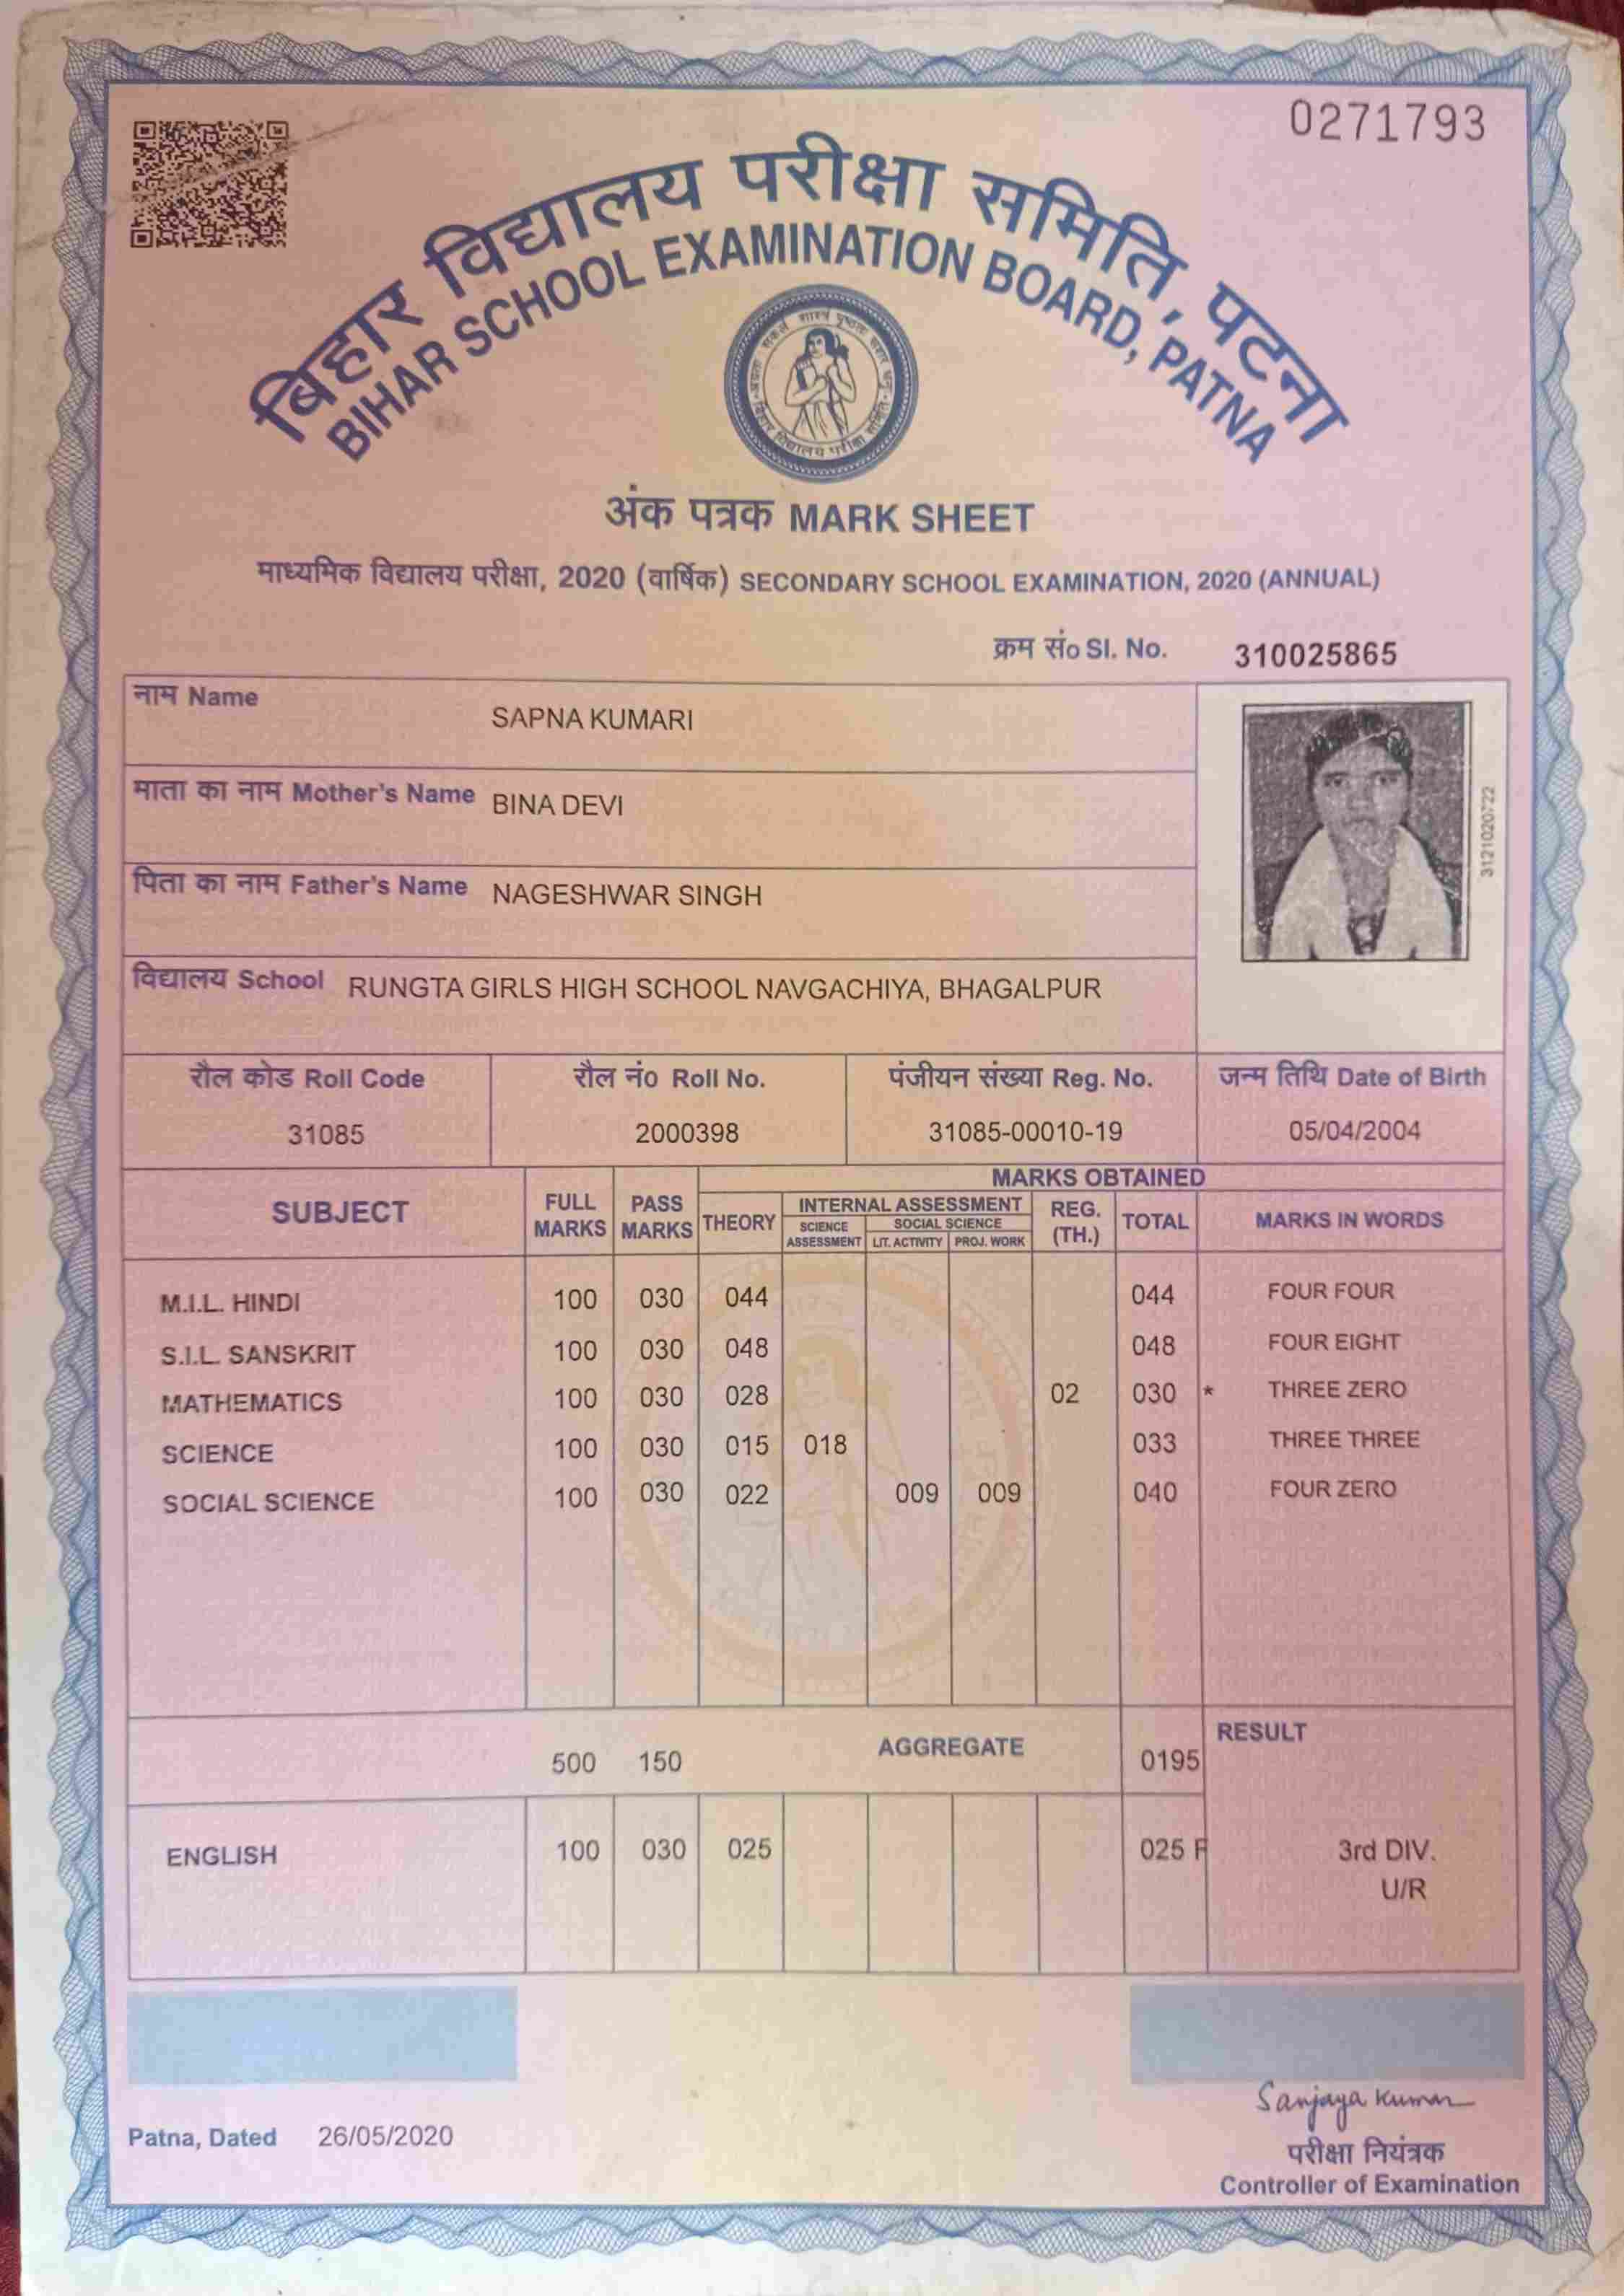 0271793
बिहार विद्यालय परीक्षा समिति, पटना
BIHAR SCHOOL EXAMINATION BOARD, PATNA
अंक पत्रक MARK SHEET
माध्यमिक विद्यालय परीक्षा, 2020 (वार्षिक) SECONDARY SCHOOL EXAMINATION, 2020 (ANNUAL)
क्रम सं० Sl. No. 310025865
नाम Name SAPNA KUMARI
माता का नाम Mother's Name BINA DEVI
पिता का नाम Father's Name NAGESHWAR SINGH
3121020722
विद्यालय School RUNGTA GIRLS HIGH SCHOOL NAVGACHIYA, BHAGALPUR
रौल कोड Roll Code रौल नं० Roll No. पंजीयन संख्या Reg. No. जन्म तिथि Date of Birth
31085 2000398 31085-00010-19 05/04/2004
MARKS OBTAINED
SUBJECT FULL MARKS PASS MARKS THEORY INTERNAL ASSESSMENT REG. (TH.) TOTAL MARKS IN WORDS
SCIENCE ASSESSMENT SOCIAL SCIENCE
LIT. ACTIVITY PROJ. WORK
M.I.L. HINDI 100 030 044 044 FOUR FOUR
S.I.L. SANSKRIT 100 030 048 048 FOUR EIGHT
MATHEMATICS 100 030 028 02 030 * THREE ZERO
SCIENCE 100 030 015 018 033 THREE THREE
SOCIAL SCIENCE 100 030 022 009 009 040 FOUR ZERO
RESULT
500 150 AGGREGATE 0195
ENGLISH 100 030 025 025 F 3rd DIV.
U/R
Sanjaya Kumar
Patna, Dated 26/05/2020
परीक्षा नियंत्रक
Controller of Examination